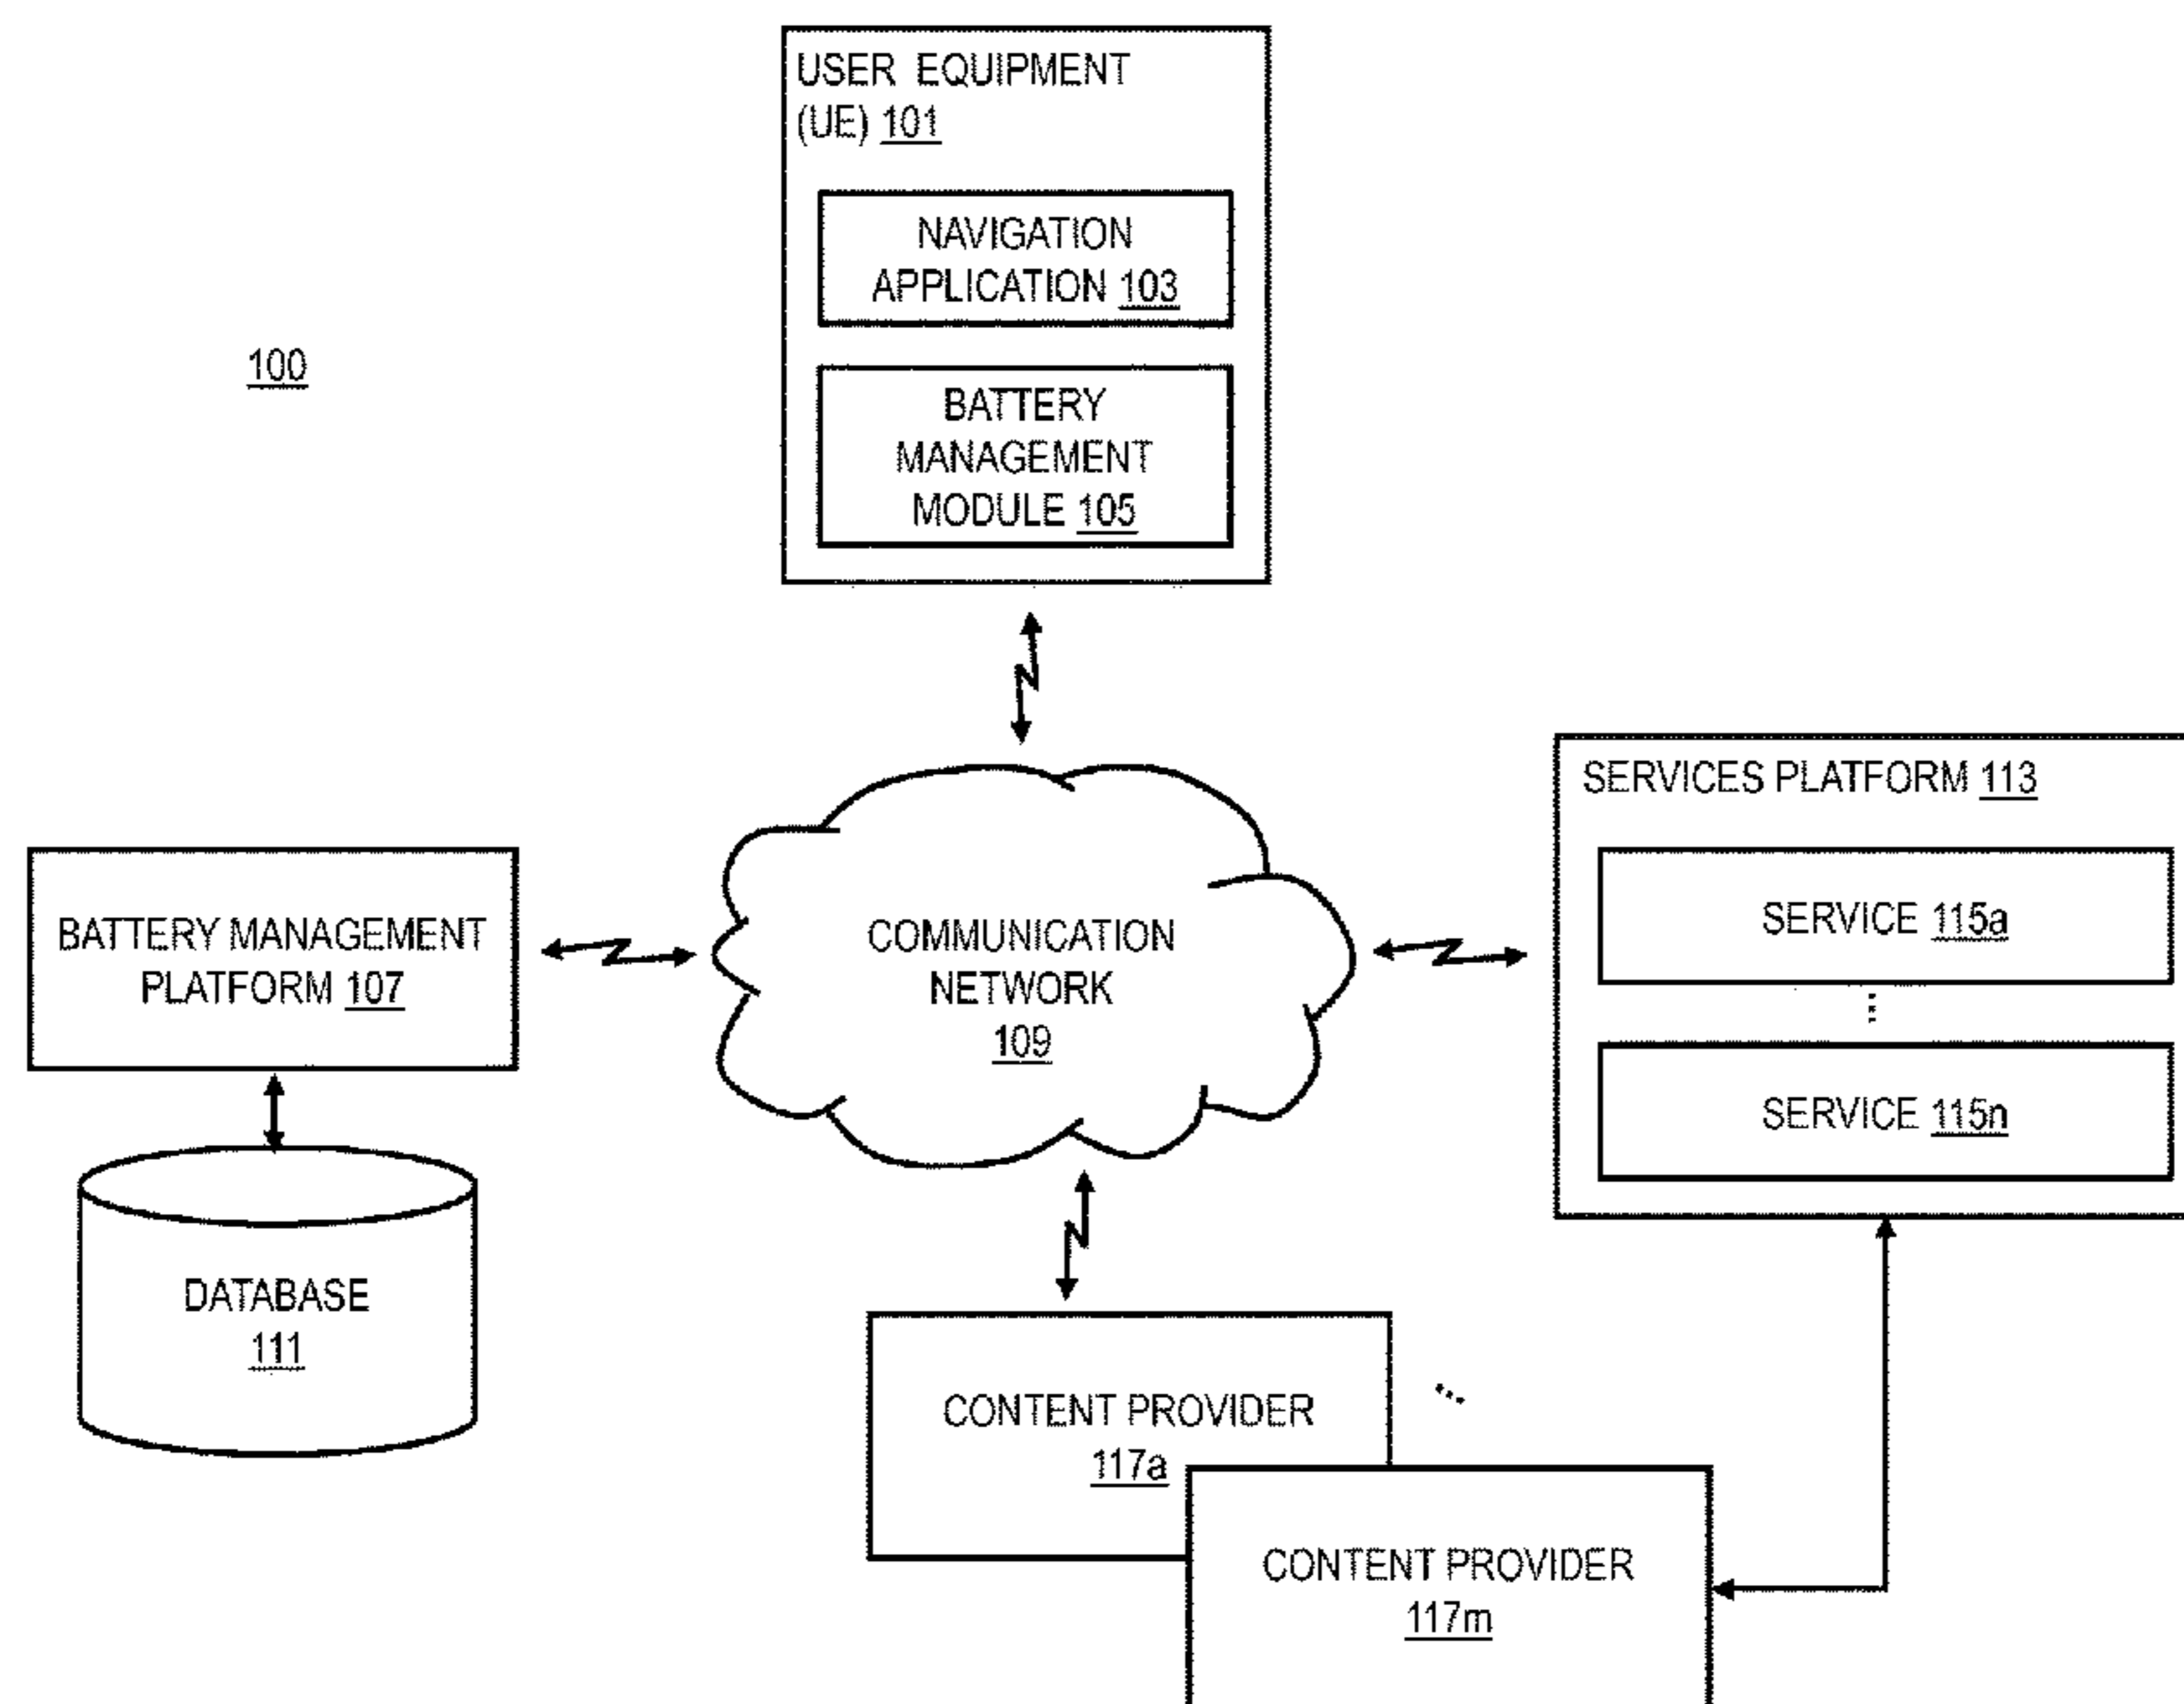 USER EQUIPMENT
(UE) 101
NAVIGATION
APPLICATION 103
BATTERY
MANAGEMENT
MODULE 105
100
SERVICES PLATFORM 113
SERVICE 115a
...
SERVICE 115n
BATTERY MANAGEMENT
PLATFORM 107
COMMUNICATION
NETWORK
109
DATABASE
111
CONTENT PROVIDER
117a
...
CONTENT PROVIDER
117m